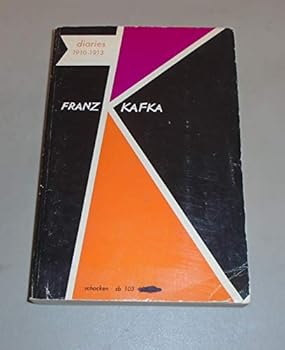 diaries
1910-1913
FRANZ KAFKA
schocken sb 103